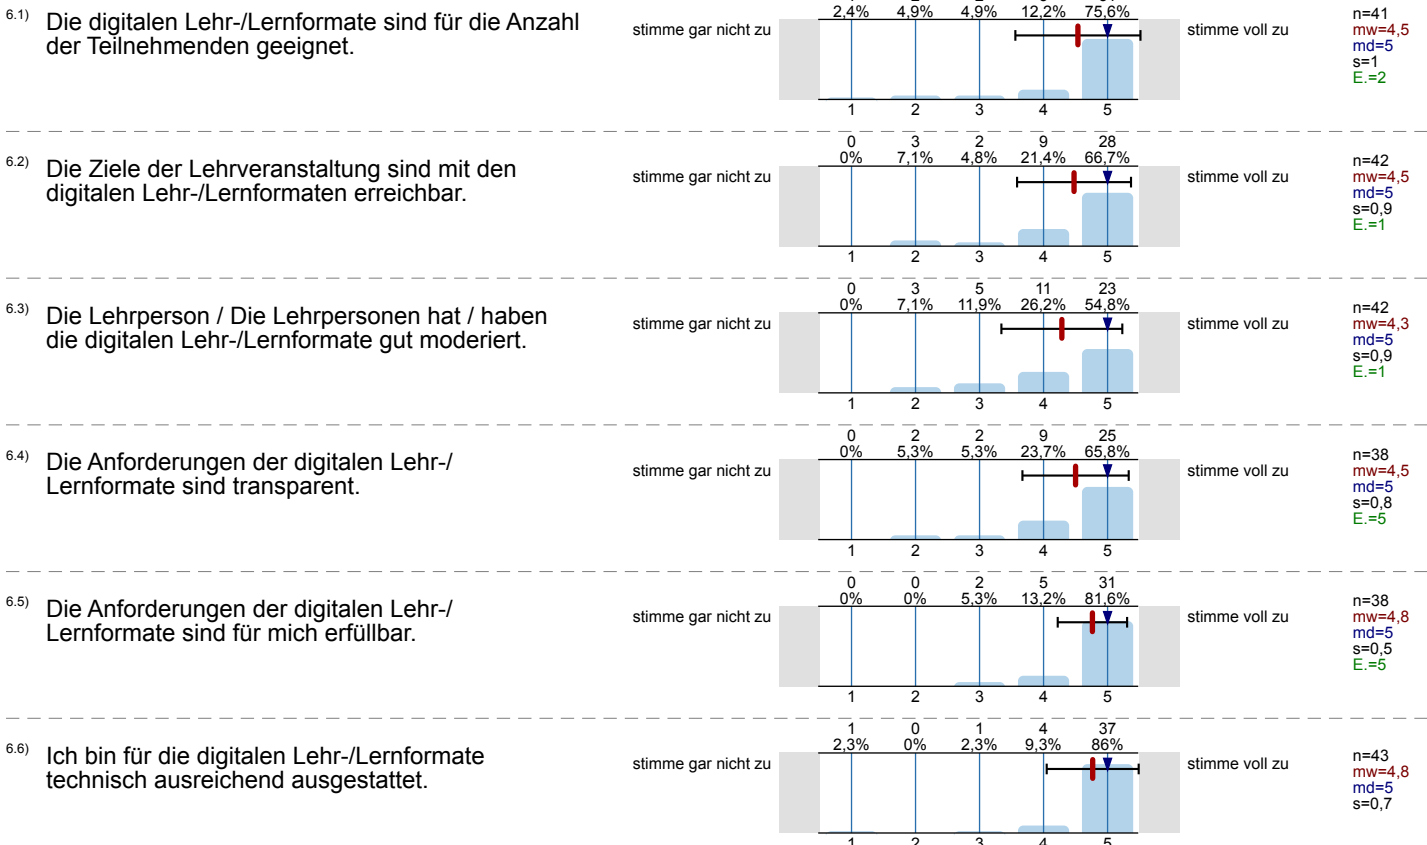 2,4% 4,9% 4,9% 12,2% 75,6%
6.1) Die digitalen Lehr-/Lernformate sind für die Anzahl
der Teilnehmenden geeignet.
stimme gar nicht zu
stimme voll zu
n=41
mw=4,5
md=5
s=1
E.=2
1 2 3 4 5
0 3 2 9 28
0% 7,1% 4,8% 21,4% 66,7%
6.2) Die Ziele der Lehrveranstaltung sind mit den
digitalen Lehr-/Lernformaten erreichbar.
stimme gar nicht zu
stimme voll zu
n=42
mw=4,5
md=5
s=0,9
E.=1
1 2 3 4 5
0 3 5 11 23
0% 7,1% 11,9% 26,2% 54,8%
6.3) Die Lehrperson / Die Lehrpersonen hat / haben
die digitalen Lehr-/Lernformate gut moderiert.
stimme gar nicht zu
stimme voll zu
n=42
mw=4,3
md=5
s=0,9
E.=1
1 2 3 4 5
0 2 2 9 25
0% 5,3% 5,3% 23,7% 65,8%
6.4) Die Anforderungen der digitalen Lehr-/
Lernformate sind transparent.
stimme gar nicht zu
stimme voll zu
n=38
mw=4,5
md=5
s=0,8
E.=5
1 2 3 4 5
0 0 2 5 31
0% 0% 5,3% 13,2% 81,6%
6.5) Die Anforderungen der digitalen Lehr-/
Lernformate sind für mich erfüllbar.
stimme gar nicht zu
stimme voll zu
n=38
mw=4,8
md=5
s=0,5
E.=5
1 2 3 4 5
1 0 1 4 37
2,3% 0% 2,3% 9,3% 86%
6.6) Ich bin für die digitalen Lehr-/Lernformate
technisch ausreichend ausgestattet.
stimme gar nicht zu
stimme voll zu
n=43
mw=4,8
md=5
s=0,7
1 2 3 4 5